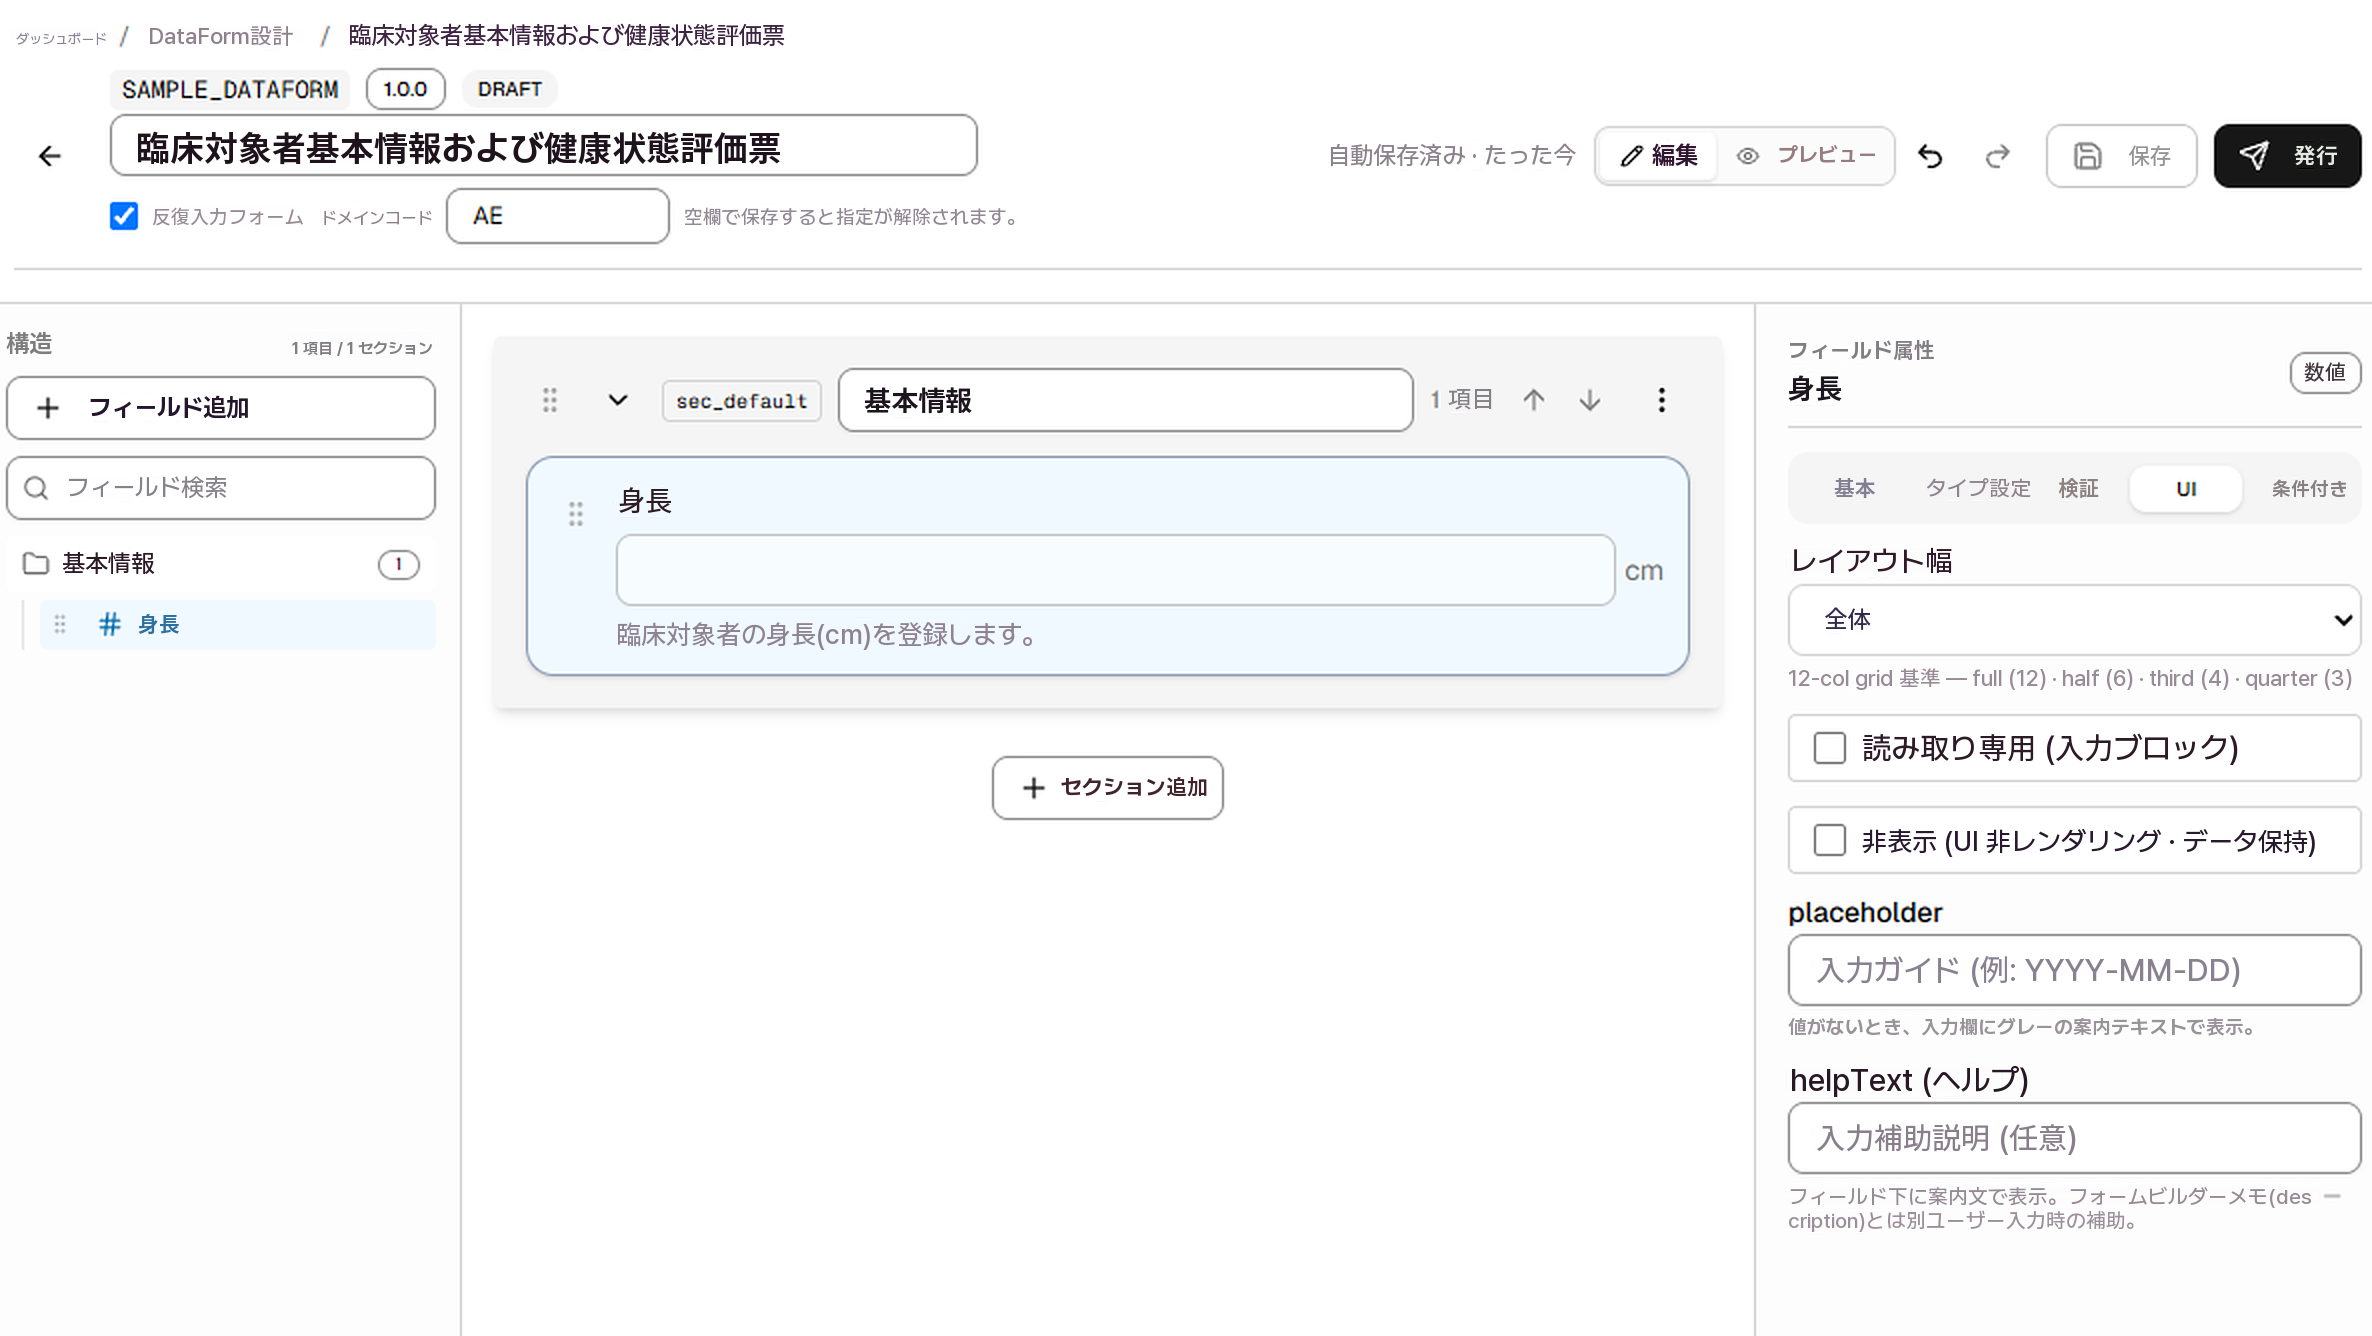 ダッシュボード / DataForm設計 / 臨床対象者基本情報および健康状態評価票
SAMPLE_DATAFORM 1.0.0 DRAFT
臨床対象者基本情報および健康状態評価票
自動保存済み · たった今 編集 プレビュー 保存 発行
反復入力フォーム ドメインコード AE 空欄で保存すると指定が解除されます。
構造 1 項目 / 1 セクション
フィールド追加
フィールド検索
基本情報 1
身長
sec_default 基本情報 1 項目
身長
cm
臨床対象者の身長(cm)を登録します。
セクション追加
フィールド属性
身長 数値
基本 タイプ設定 検証 UI 条件付き
レイアウト幅
全体
12-col grid 基準 — full (12) · half (6) · third (4) · quarter (3)
読み取り専用 (入力ブロック)
非表示 (UI 非レンダリング · データ保持)
placeholder
入力ガイド (例: YYYY-MM-DD)
値がないとき、入力欄にグレーの案内テキストで表示。
helpText (ヘルプ)
入力補助説明 (任意)
フィールド下に案内文で表示。フォームビルダーメモ(des
cription)とは別ユーザー入力時の補助。